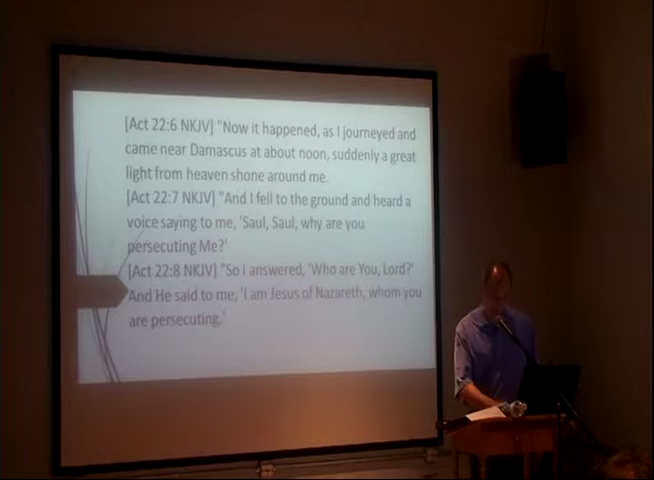 [Act 22:6 NKJV] "Now it happened, as I journeyed and
came near Damascus at about noon, suddenly a great
light from heaven shone around me.
[Act 22:7 NKJV] "And I fell to the ground and heard a
voice saying to me, 'Saul, Saul, why are you
persecuting Me?'
[Act 22:8 NKJV] "So I answered, 'Who are You, Lord?'
And He said to me, 'I am Jesus of Nazareth, whom you
are persecuting.'